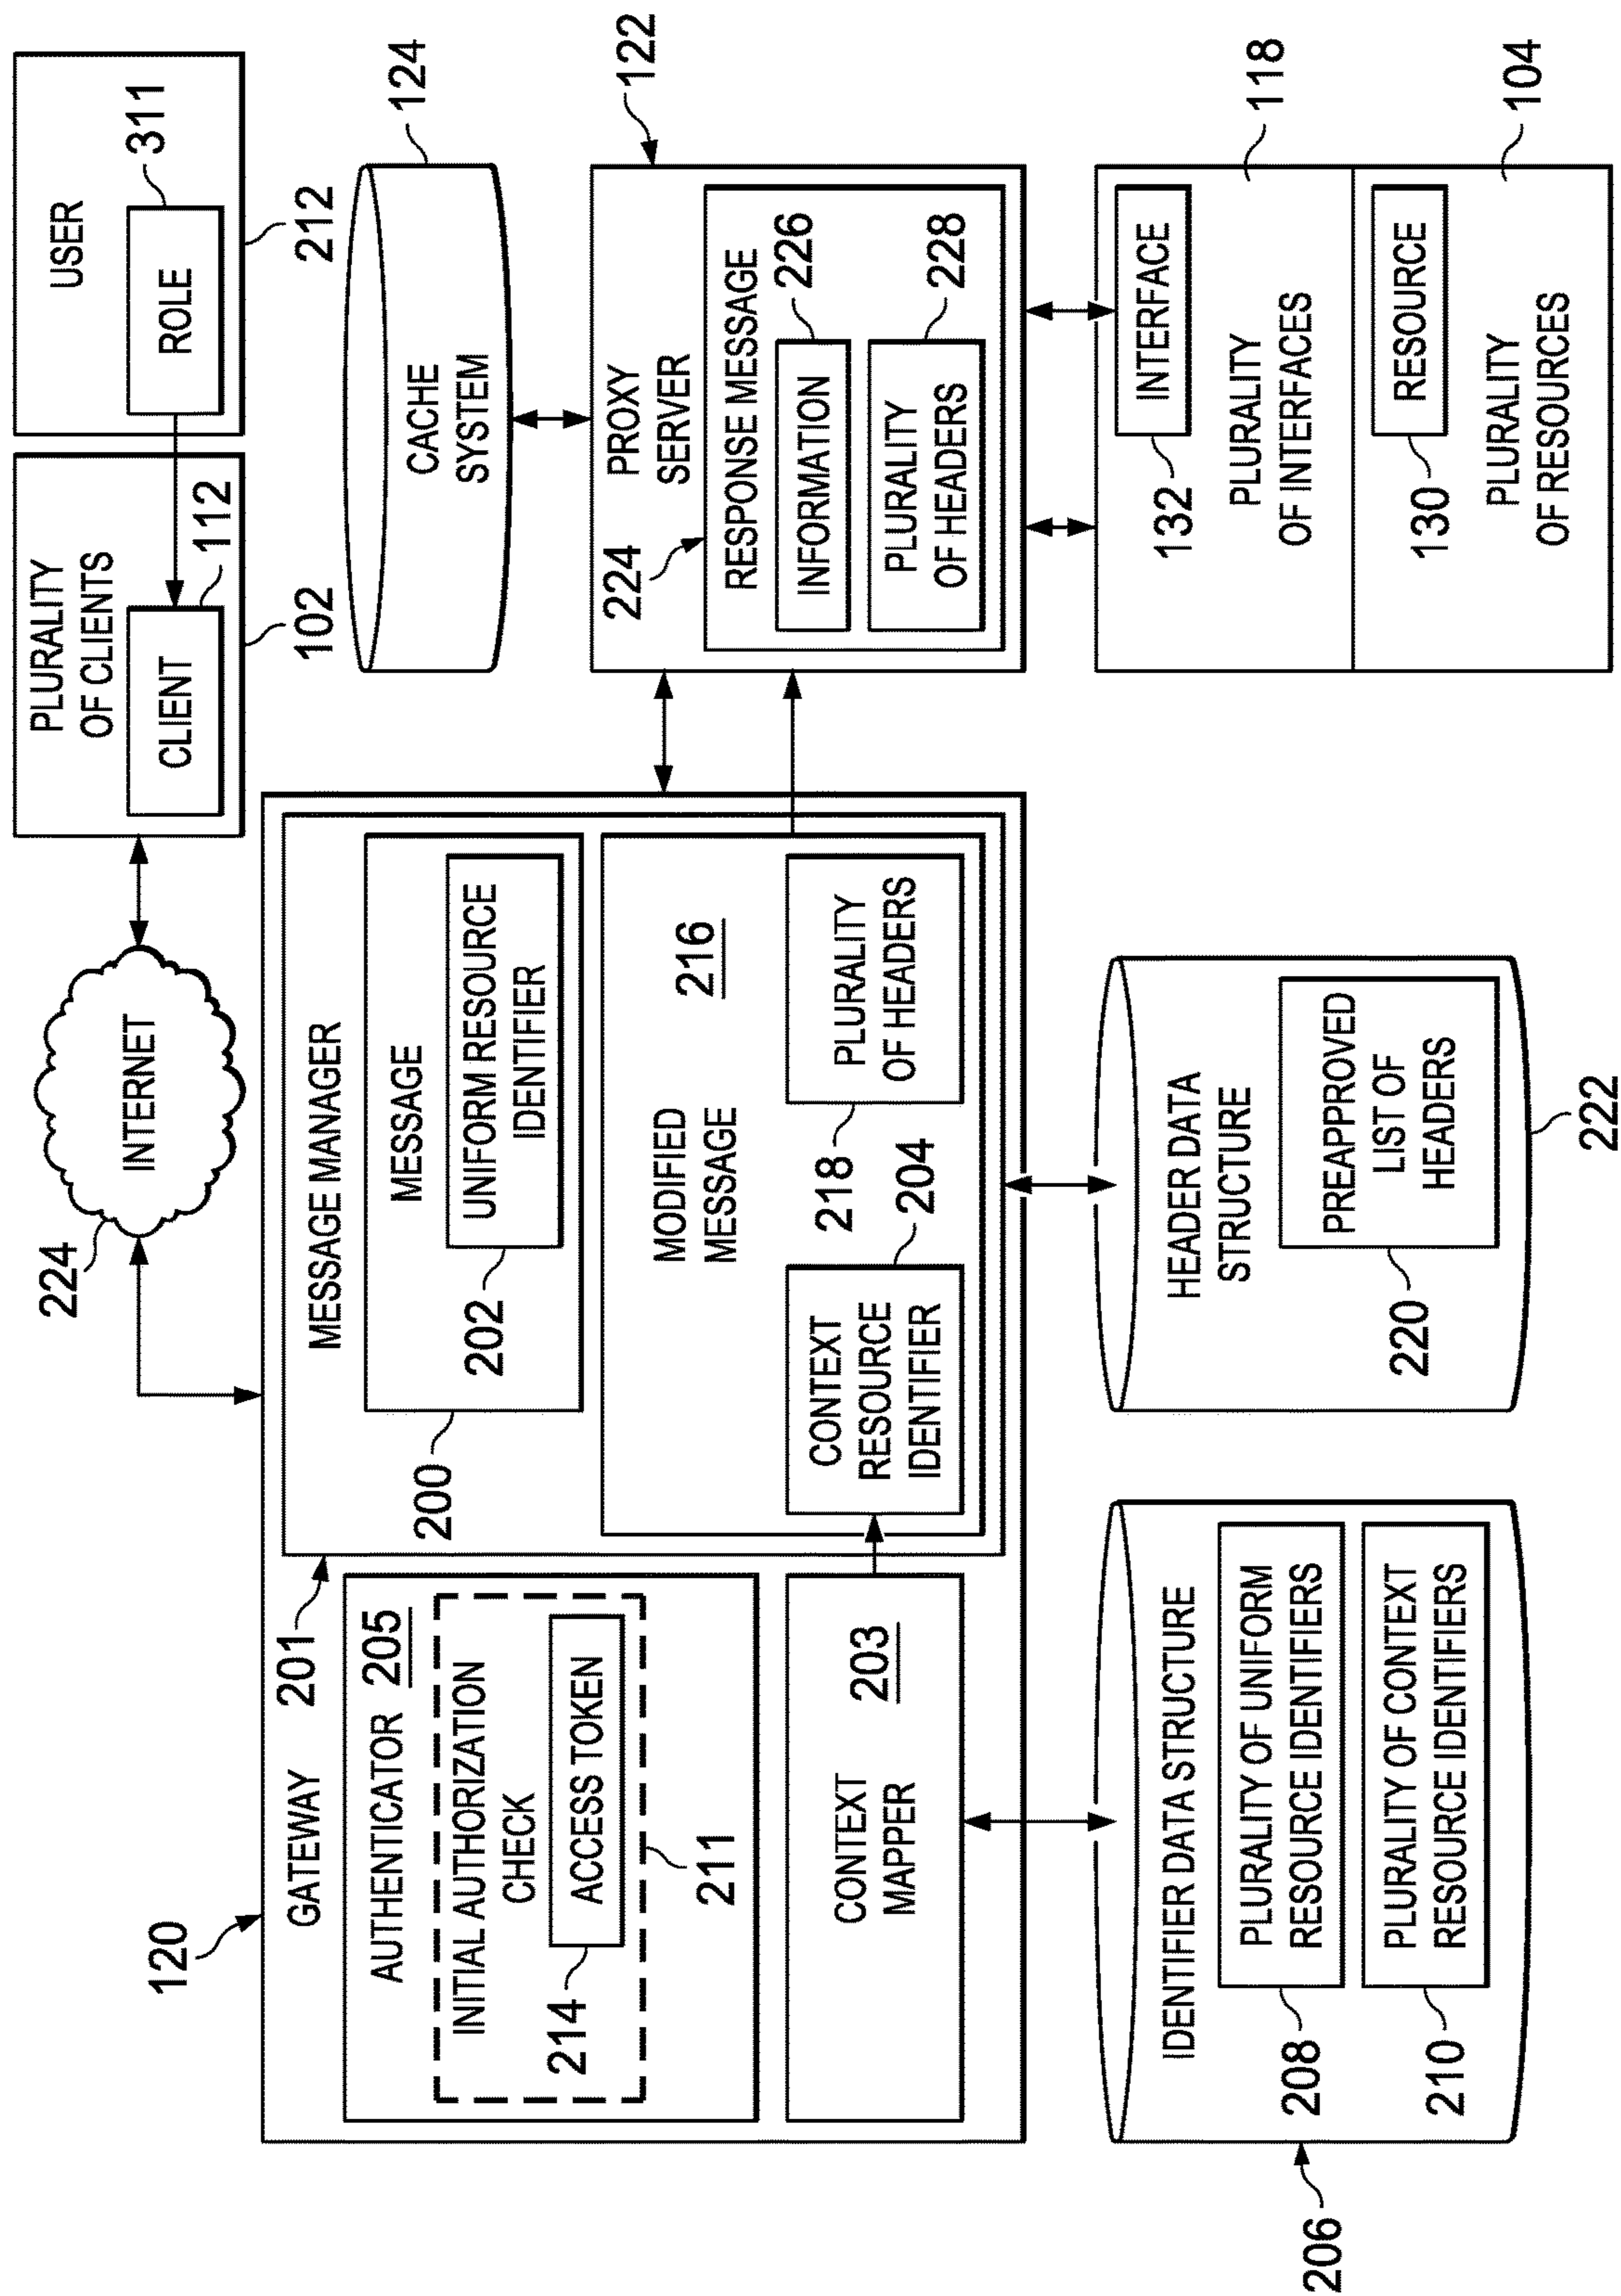 120
GATEWAY
201
AUTHENTICATOR 205
INITIAL AUTHORIZATION
CHECK
214
ACCESS TOKEN
211
CONTEXT
MAPPER
203
224
INTERNET
PLURALITY
OF CLIENTS
CLIENT
112
102
USER
ROLE
311
212
MESSAGE MANAGER
200
MESSAGE
202
UNIFORM RESOURCE
IDENTIFIER
MODIFIED
MESSAGE
216
CONTEXT
RESOURCE
IDENTIFIER
204
218
PLURALITY
OF HEADERS
CACHE
SYSTEM
124
PROXY
SERVER
122
224
RESPONSE MESSAGE
INFORMATION
226
PLURALITY
OF HEADERS
228
206
IDENTIFIER DATA STRUCTURE
208
PLURALITY OF UNIFORM
RESOURCE IDENTIFIERS
210
PLURALITY OF CONTEXT
RESOURCE IDENTIFIERS
HEADER DATA
STRUCTURE
220
PREAPPROVED
LIST OF
HEADERS
222
132
INTERFACE
PLURALITY
OF INTERFACES
118
130
RESOURCE
PLURALITY
OF RESOURCES
104